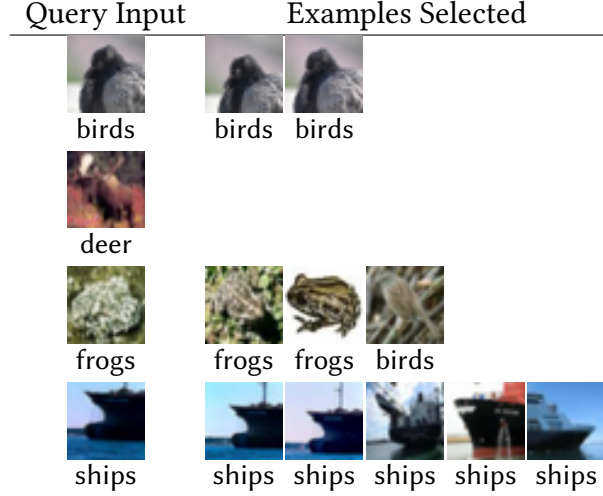 Query Input Examples Selected
birds birds birds
deer
frogs frogs frogs birds
ships ships ships ships ships ships